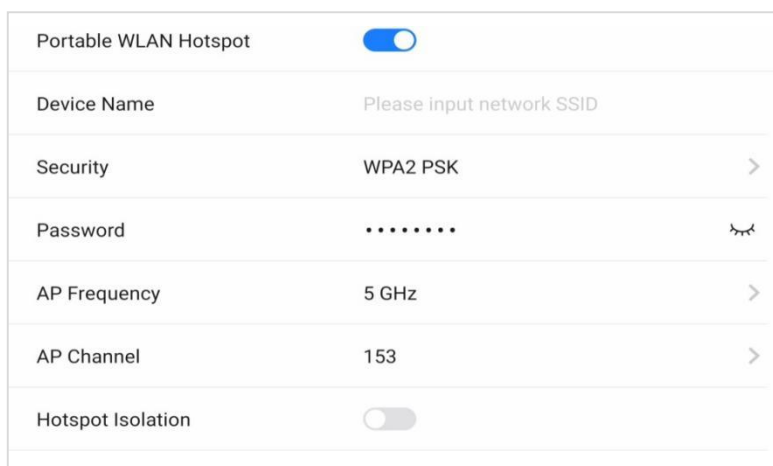 Portable WLAN Hotspot
Device Name Please input network SSID
Security WPA2 PSK
Password ••••••••
AP Frequency 5 GHz
AP Channel 153
Hotspot Isolation